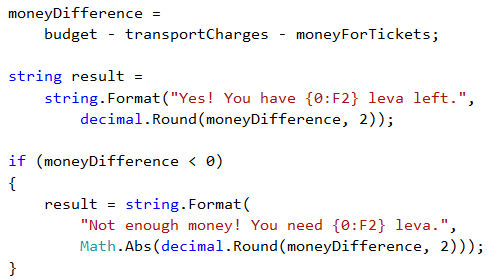 moneyDifference =
    budget - transportCharges - moneyForTickets;

string result =
    string.Format("Yes! You have {0:F2} leva left.",
        decimal.Round(moneyDifference, 2));

if (moneyDifference < 0)
{
    result = string.Format(
        "Not enough money! You need {0:F2} leva.",
        Math.Abs(decimal.Round(moneyDifference, 2)));
}